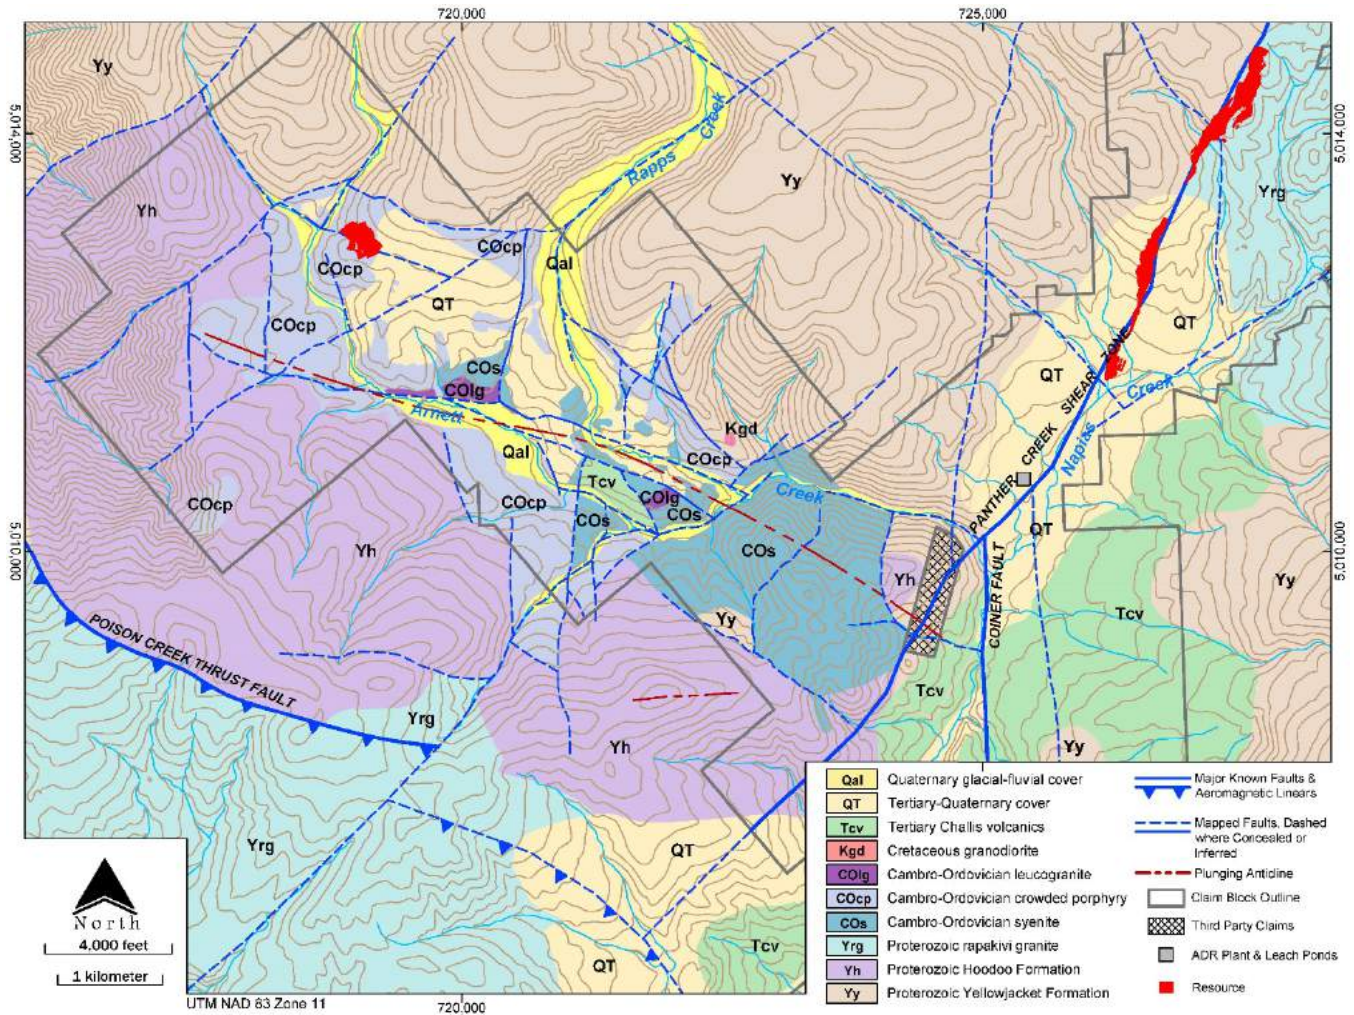 720,000
725,000
5,014,000
5,014,000
5,010,000
5,010,000
Yy
Rapps Creek
Yy
Yrg
Yh
COcp
Qal
COcp
QT
COcp
QT
QT
COs
COlg
Arnett
Kgd
Qal
COcp
Tcv
COlg
COs
Creek
COcp
COcp
COs
COs
Yh
Yh
PANTHER CREEK SHEAR ZONE
Napias Creek
QT
COINER FAULT
Yy
Tcv
Yy
POISON CREEK THRUST FAULT
Yrg
Tcv
Yh
Yy
Yrg
QT
QT
Tcv
North
4,000 feet
1 kilometer
UTM NAD 83 Zone 11
720,000
Qal Quaternary glacial-fluvial cover
QT Tertiary-Quaternary cover
Tcv Tertiary Challis volcanics
Kgd Cretaceous granodiorite
COlg Cambro-Ordovician leucogranite
COcp Cambro-Ordovician crowded porphyry
COs Cambro-Ordovician syenite
Yrg Proterozoic rapakivi granite
Yh Proterozoic Hoodoo Formation
Yy Proterozoic Yellowjacket Formation
Major Known Faults &
Aeromagnetic Linears
Mapped Faults, Dashed
where Concealed or
Inferred
Plunging Anticline
Claim Block Outline
Third Party Claims
ADR Plant & Leach Ponds
Resource